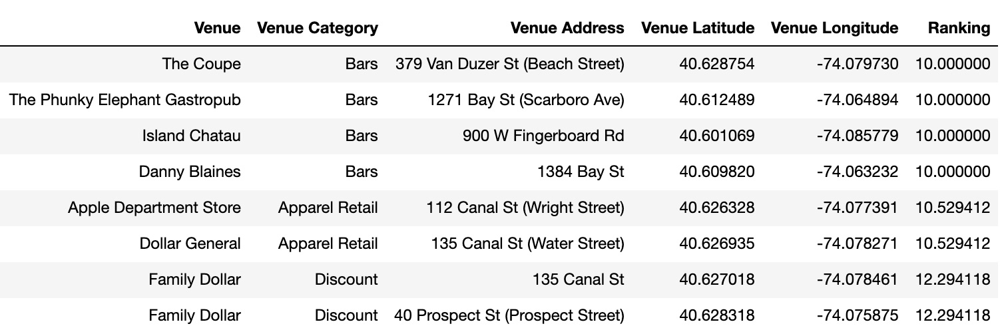 Venue Venue Category Venue Address Venue Latitude Venue Longitude Ranking
The Coupe Bars 379 Van Duzer St (Beach Street) 40.628754 -74.079730 10.000000
The Phunky Elephant Gastropub Bars 1271 Bay St (Scarboro Ave) 40.612489 -74.064894 10.000000
Island Chatau Bars 900 W Fingerboard Rd 40.601069 -74.085779 10.000000
Danny Blaines Bars 1384 Bay St 40.609820 -74.063232 10.000000
Apple Department Store Apparel Retail 112 Canal St (Wright Street) 40.626328 -74.077391 10.529412
Dollar General Apparel Retail 135 Canal St (Water Street) 40.626935 -74.078271 10.529412
Family Dollar Discount 135 Canal St 40.627018 -74.078461 12.294118
Family Dollar Discount 40 Prospect St (Prospect Street) 40.628318 -74.075875 12.294118